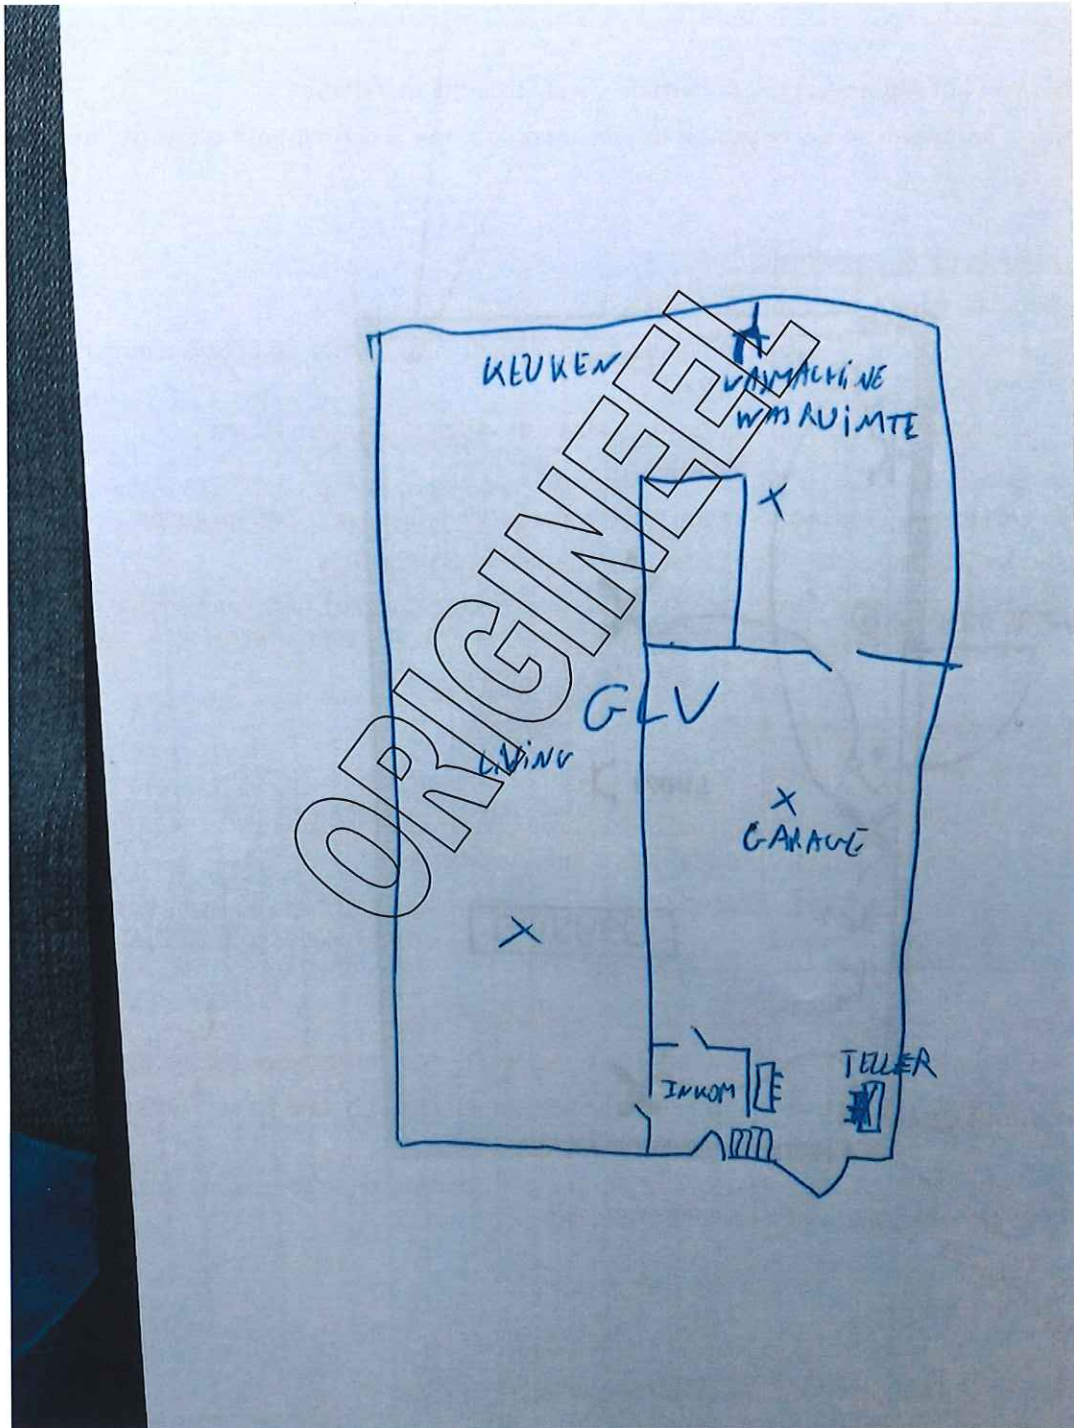 KEUKEN
WASMACHINE
WASRUIMTE
ORIGINEEL
GLV
LIVING
GARAGE
TELLER
INKOM